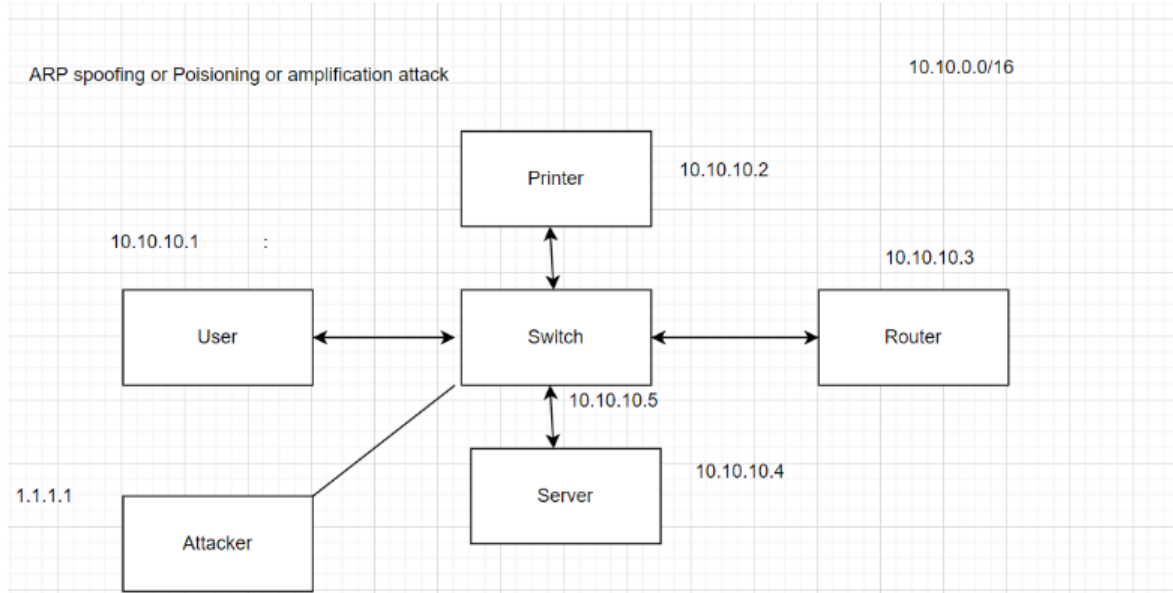 ARP spoofing or Poisioning or amplification attack
10.10.0.0/16
Printer
10.10.10.2
10.10.10.1 :
10.10.10.3
User
Switch
Router
10.10.10.5
1.1.1.1
Attacker
Server
10.10.10.4